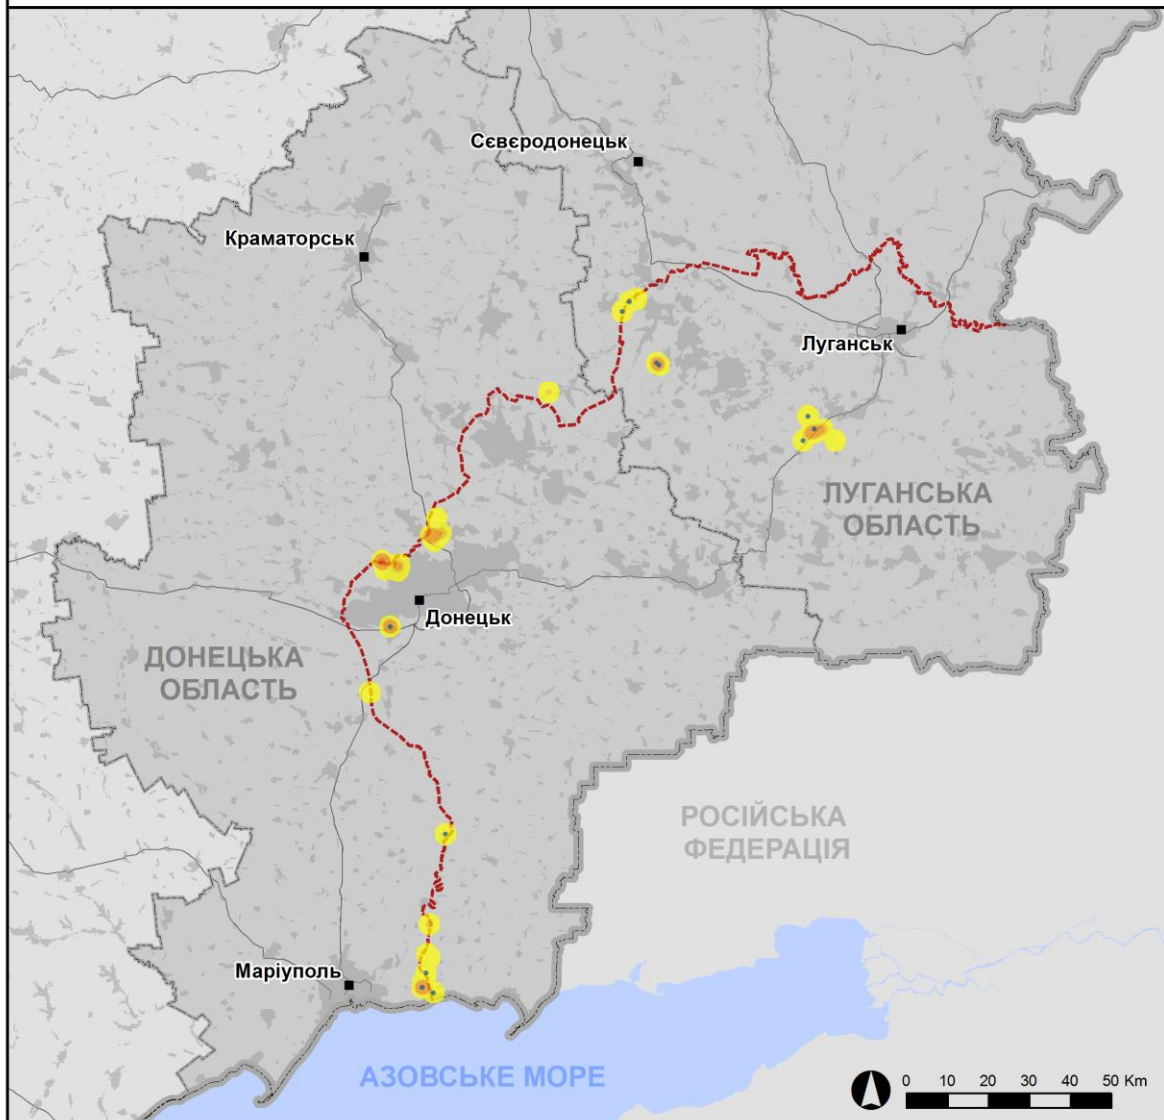 Сєвєродонецьк
Краматорськ
Луганськ
ЛУГАНСЬКА
ОБЛАСТЬ
Донецьк
ДОНЕЦЬКА
ОБЛАСТЬ
РОСІЙСЬКА
ФЕДЕРАЦІЯ
Маріуполь
АЗОВСЬКЕ МОРЕ
0 10 20 30 40 50 Km